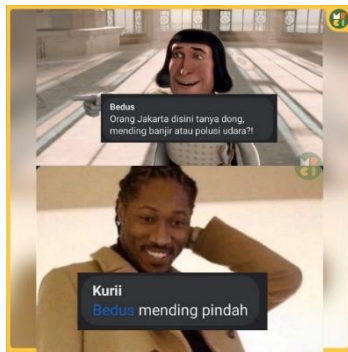 Bedus
Orang Jakarta disini tanya dong,
mending banjir atau polusi udara?!
Kurii
Bedus mending pindah